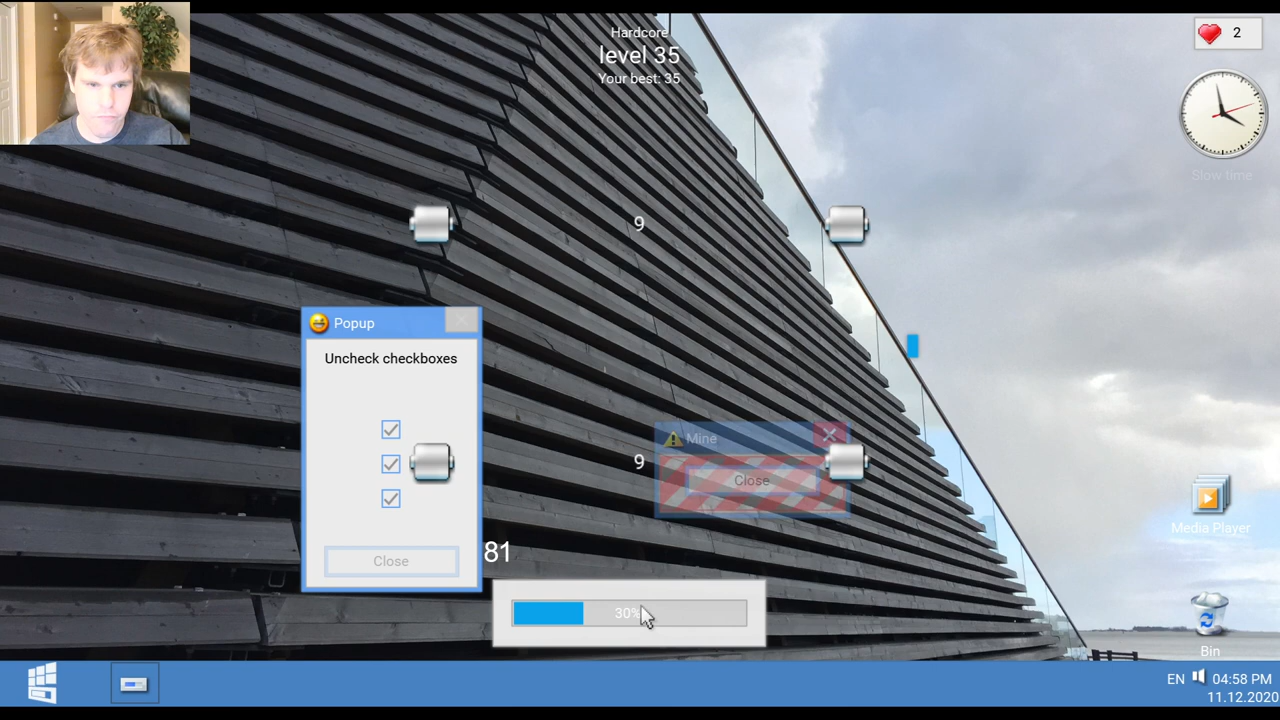 Hardcore
level 35
Your best: 35
2
Slow time
9
Popup
Uncheck checkboxes
Close
9
Mine
Close
81
30%
Media Player
Bin
EN 04:58 PM
11.12.2020